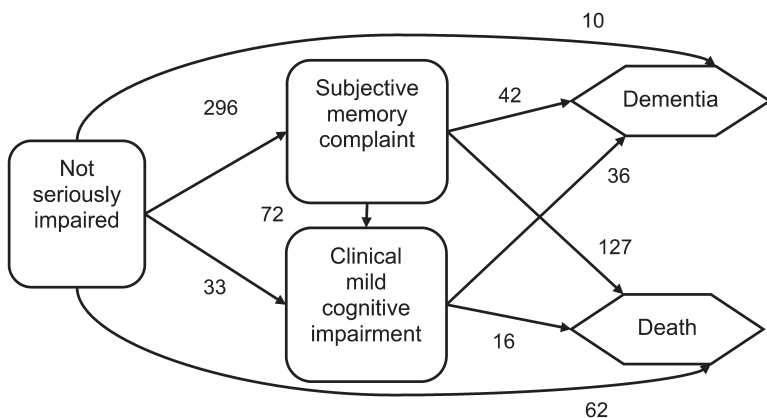 10
Subjective
memory
complaint
42
Dementia
296
Not
seriously
impaired
36
72
Clinical
mild
cognitive
impairment
127
33
Death
16
62